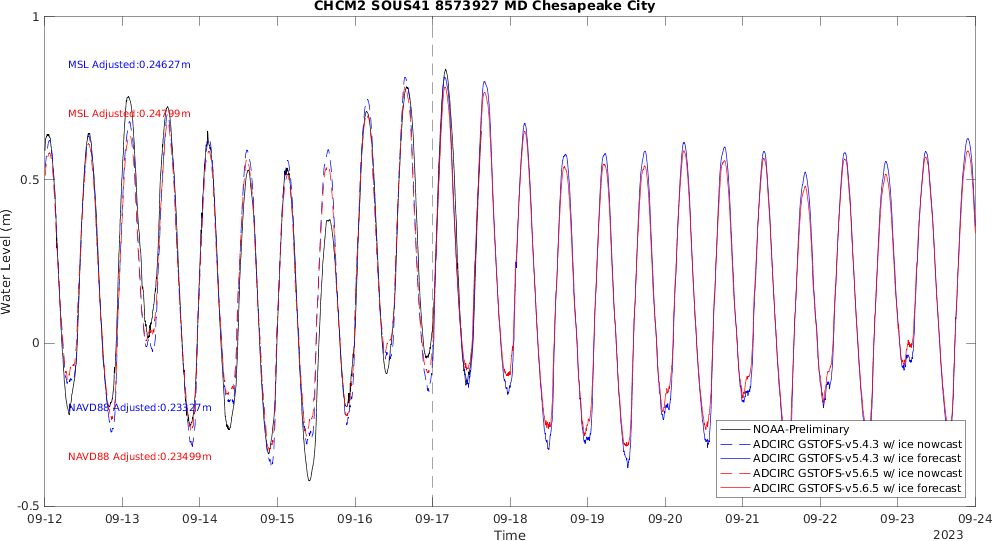 CHCM2 SOUS41 8573927 MD Chesapeake City
1
MSL Adjusted:0.24627m
MSL Adjusted:0.24799m
0.5
Water Level (m)
0
NAVD88 Adjusted:0.23327m
NAVD88 Adjusted:0.23499m
NOAA-Preliminary
ADCIRC GSTOFS-v5.4.3 w/ ice nowcast
ADCIRC GSTOFS-v5.4.3 w/ ice forecast
ADCIRC GSTOFS-v5.6.5 w/ ice nowcast
ADCIRC GSTOFS-v5.6.5 w/ ice forecast
-0.5
09-12 09-13 09-14 09-15 09-16 09-17 09-18 09-19 09-20 09-21 09-22 09-23 09-24
Time
2023